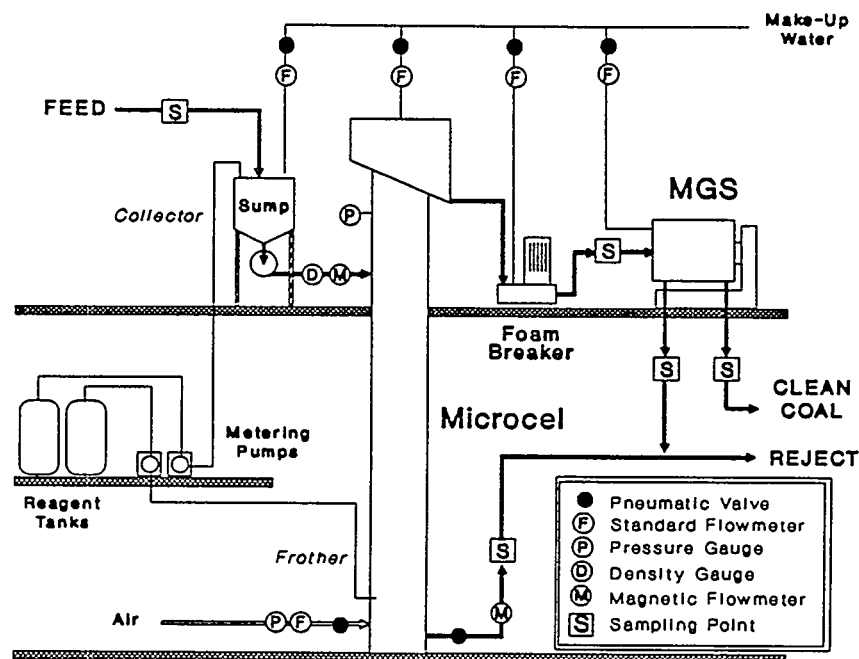 Make-Up
Water
F
F
F
F
FEED
S
MGS
Collector
Sump
P
S
D
M
Foam
Breaker
S
S
CLEAN
COAL
Microcel
Metering
Pumps
REJECT
Reagent
Tanks
Pneumatic Valve
F Standard Flowmeter
P Pressure Gauge
D Density Gauge
M Magnetic Flowmeter
S Sampling Point
S
Frother
M
Air
P
F